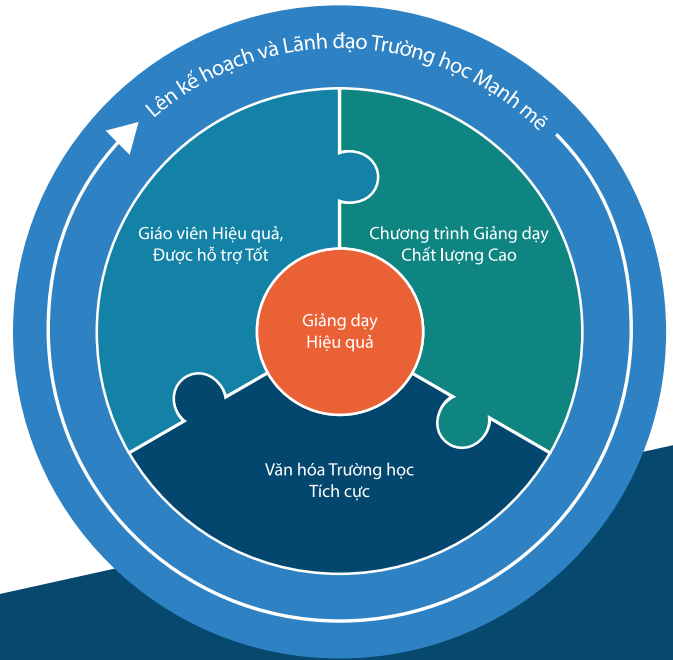 Lên kế hoạch và Lãnh đạo Trường học Mạnh mẽ
Giáo viên Hiệu quả,
Được hỗ trợ Tốt
Chương trình Giảng dạy
Chất lượng Cao
Giảng dạy
Hiệu quả
Văn hóa Trường học
Tích cực